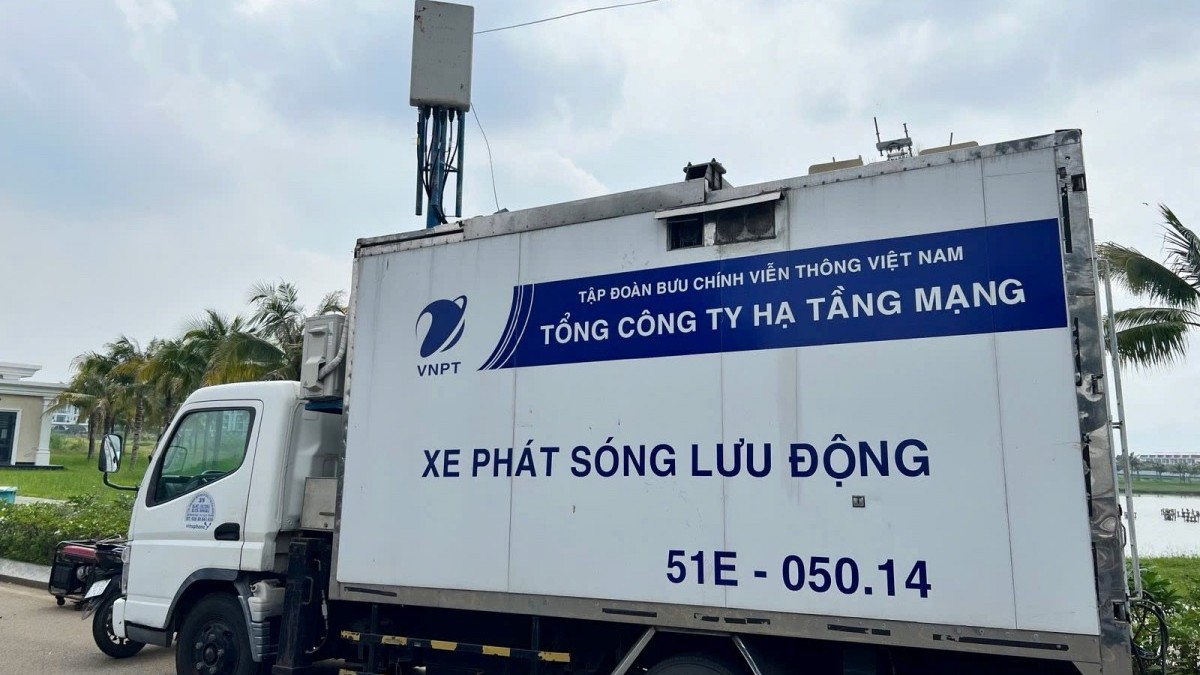 TẬP ĐOÀN BƯU CHÍNH VIỄN THÔNG VIỆT NAM
TỔNG CÔNG TY HẠ TẦNG MẠNG
VNPT
XE PHÁT SÓNG LƯU ĐỘNG
51E - 050.14